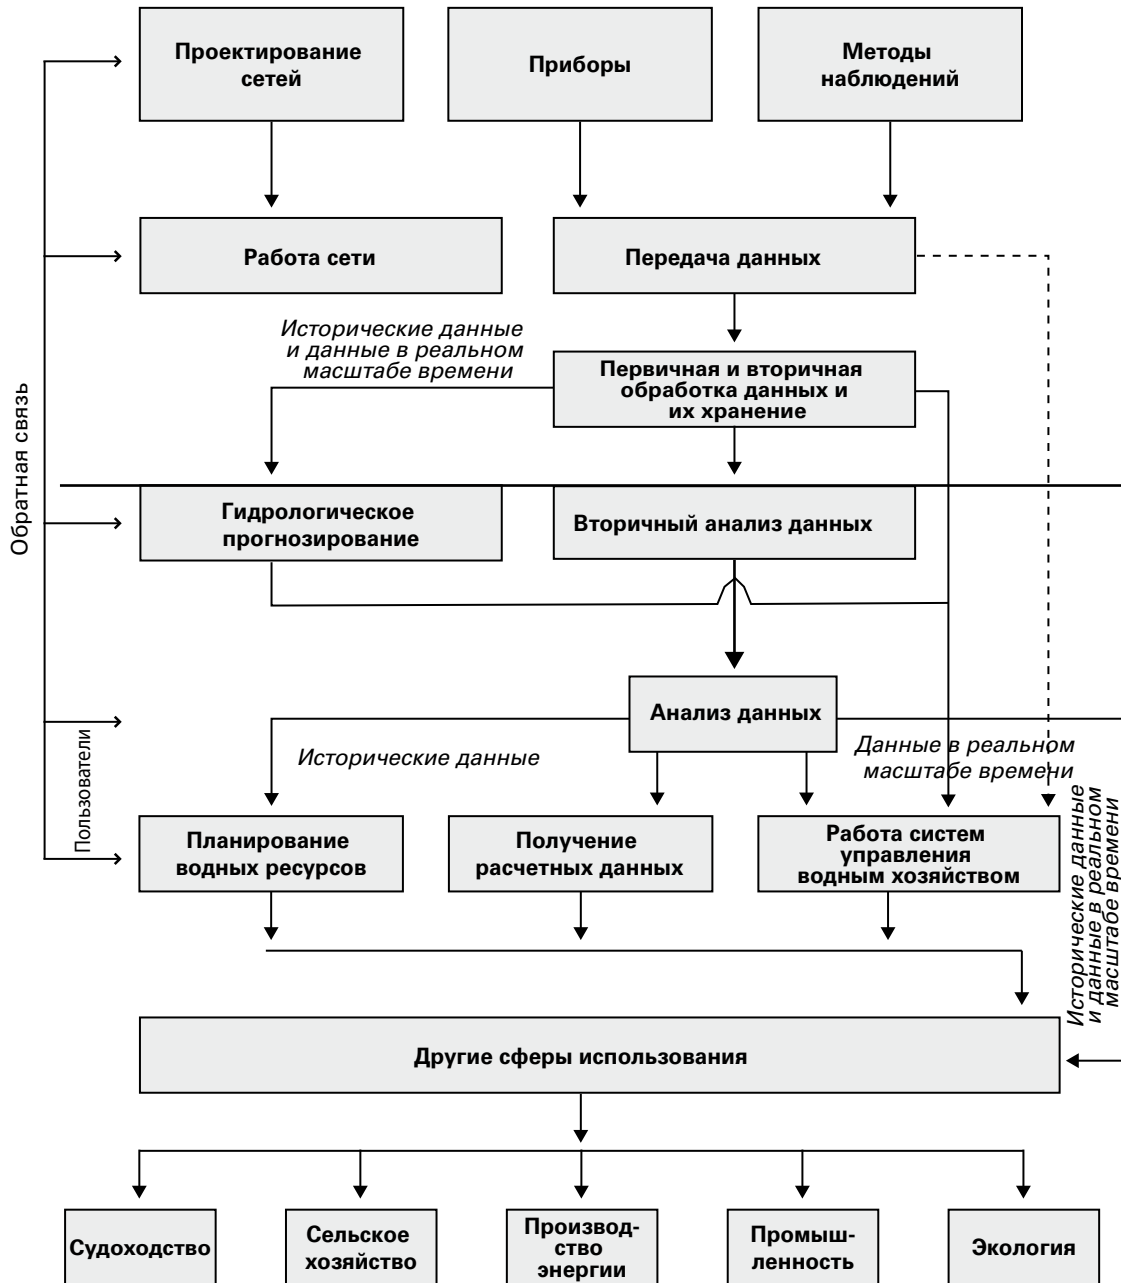 Проектирование
сетей
Приборы
Методы
наблюдений
Работа сети
Передача данных
Исторические данные
и данные в реальном
масштабе времени
Первичная и вторичная
обработка данных и
их хранение
Обратная связь
Гидрологическое
прогнозирование
Вторичный анализ данных
Анализ данных
Пользователи
Исторические данные
Данные в реальном
масштабе времени
Планирование
водных ресурсов
Получение
расчетных данных
Работа систем
управления
водным хозяйством
Исторические данные
и данные в реальном
масштабе времени
Другие сферы использования
Судоходство
Сельское
хозяйство
Производ-
ство
энергии
Промыш-
ленность
Экология